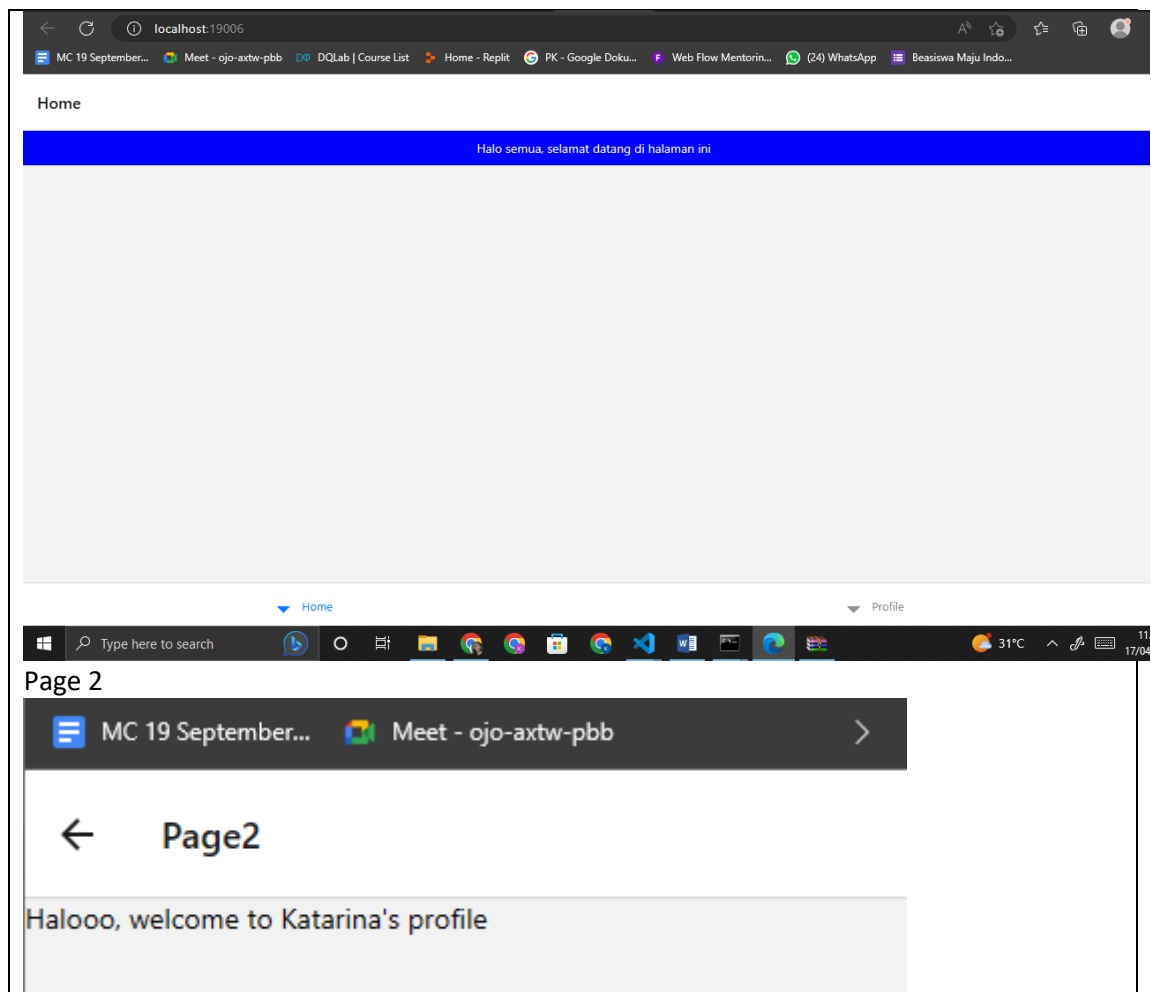 localhost:19006
MC 19 September... Meet - ojo-axtw-pbb DQLab | Course List Home - Replit PK - Google Doku... Web Flow Mentorin... (24) WhatsApp Beasiswa Maju Indo...
Home
Halo semua, selamat datang di halaman ini
Home Profile
Type here to search 31°C 11.
17/04
Page 2
MC 19 September... Meet - ojo-axtw-pbb
Page2
Halooo, welcome to Katarina's profile